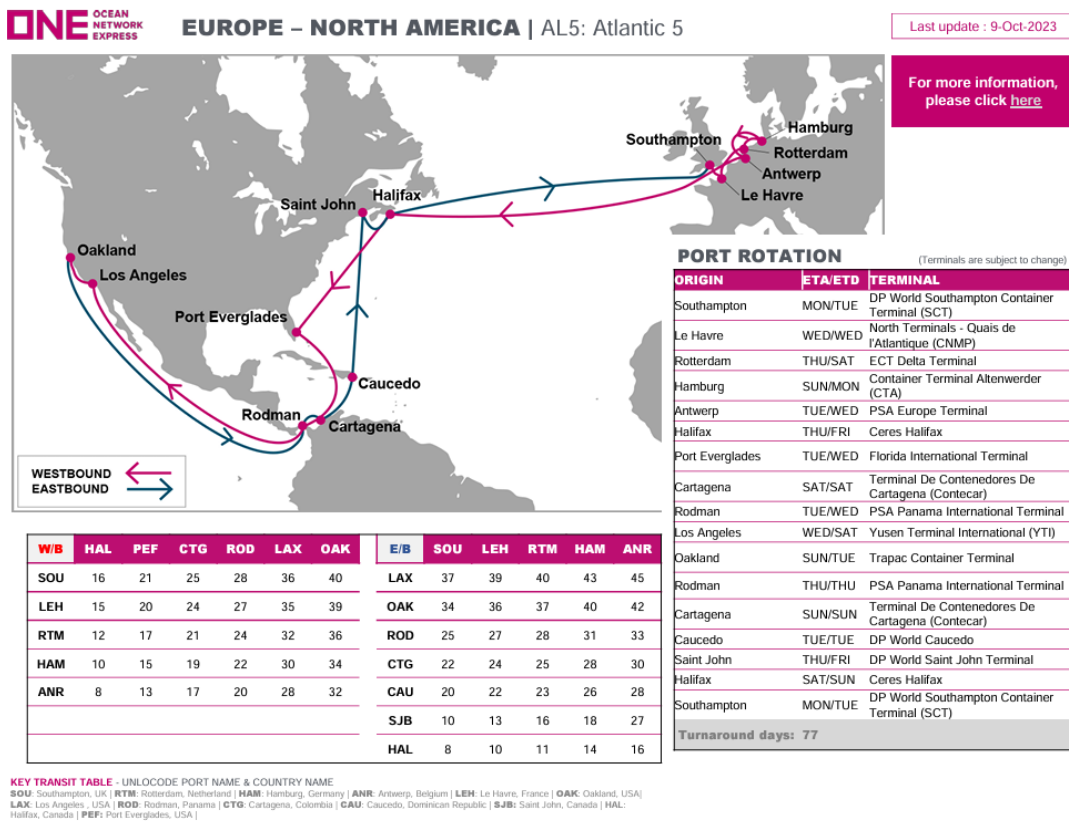 ONE OCEAN NETWORK EXPRESS
EUROPE – NORTH AMERICA | AL5: Atlantic 5
Last update : 9-Oct-2023
For more information,
please click here
Hamburg
Southampton
Rotterdam
Antwerp
Le Havre
Halifax
Saint John
Oakland
Los Angeles
Port Everglades
Caucedo
Rodman
Cartagena
WESTBOUND
EASTBOUND
PORT ROTATION (Terminals are subject to change)
ORIGIN ETA/ETD TERMINAL
Southampton MON/TUE DP World Southampton Container Terminal (SCT)
Le Havre WED/WED North Terminals - Quais de l'Atlantique (CNMP)
Rotterdam THU/SAT ECT Delta Terminal
Hamburg SUN/MON Container Terminal Altenwerder (CTA)
Antwerp TUE/WED PSA Europe Terminal
Halifax THU/FRI Ceres Halifax
Port Everglades TUE/WED Florida International Terminal
Cartagena SAT/SAT Terminal De Contenedores De Cartagena (Contecar)
Rodman TUE/WED PSA Panama International Terminal
Los Angeles WED/SAT Yusen Terminal International (YTI)
Oakland SUN/TUE Trapac Container Terminal
Rodman THU/THU PSA Panama International Terminal
Cartagena SUN/SUN Terminal De Contenedores De Cartagena (Contecar)
Caucedo TUE/TUE DP World Caucedo
Saint John THU/FRI DP World Saint John Terminal
Halifax SAT/SUN Ceres Halifax
Southampton MON/TUE DP World Southampton Container Terminal (SCT)
Turnaround days: 77
W/B HAL PEF CTG ROD LAX OAK
SOU 16 21 25 28 36 40
LEH 15 20 24 27 35 39
RTM 12 17 21 24 32 36
HAM 10 15 19 22 30 34
ANR 8 13 17 20 28 32
E/B SOU LEH RTM HAM ANR
LAX 37 39 40 43 45
OAK 34 36 37 40 42
ROD 25 27 28 31 33
CTG 22 24 25 28 30
CAU 20 22 23 26 28
SJB 10 13 16 18 27
HAL 8 10 11 14 16
KEY TRANSIT TABLE - UNLOCODE PORT NAME & COUNTRY NAME
SOU: Southampton, UK | RTM: Rotterdam, Netherland | HAM: Hamburg, Germany | ANR: Antwerp, Belgium | LEH: Le Havre, France | OAK: Oakland, USA|
LAX: Los Angeles , USA | ROD: Rodman, Panama | CTG: Cartagena, Colombia | CAU: Caucedo, Dominican Republic | SJB: Saint John, Canada | HAL:
Halifax, Canada | PEF: Port Everglades, USA |